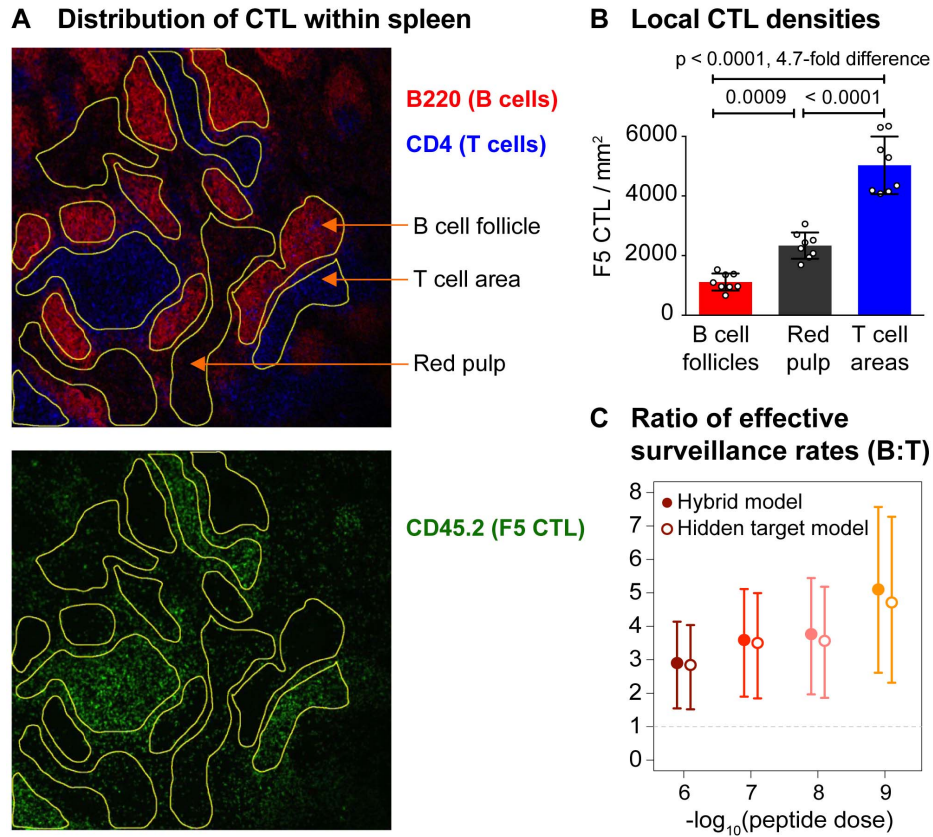 A Distribution of CTL within spleen
B220 (B cells)
CD4 (T cells)
B cell follicle
T cell area
Red pulp
CD45.2 (F5 CTL)
B Local CTL densities
p < 0.0001, 4.7-fold difference
0.0009 < 0.0001
F5 CTL / mm²
6000
4000
2000
0
B cell follicles
Red pulp
T cell areas
C Ratio of effective
surveillance rates (B:T)
Hybrid model
Hidden target model
8
7
6
5
4
3
2
1
0
6 7 8 9
-log₁₀(peptide dose)